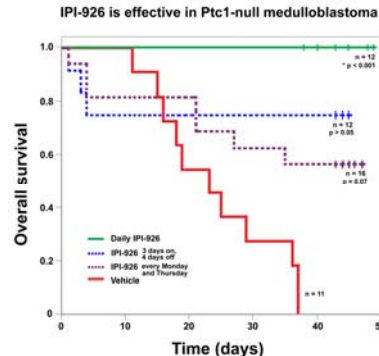 IPI-926 is effective in Ptc1-null medulloblastoma
Overall survival
1.0
0.8
0.6
0.4
0.2
0
n = 12
* p < 0.001
n = 12
p > 0.05
n = 16
p = 0.07
n = 11
Daily IPI-926
IPI-926 3 days on, 4 days off
IPI-926 every Monday and Thursday
Vehicle
0 10 20 30 40 50
Time (days)